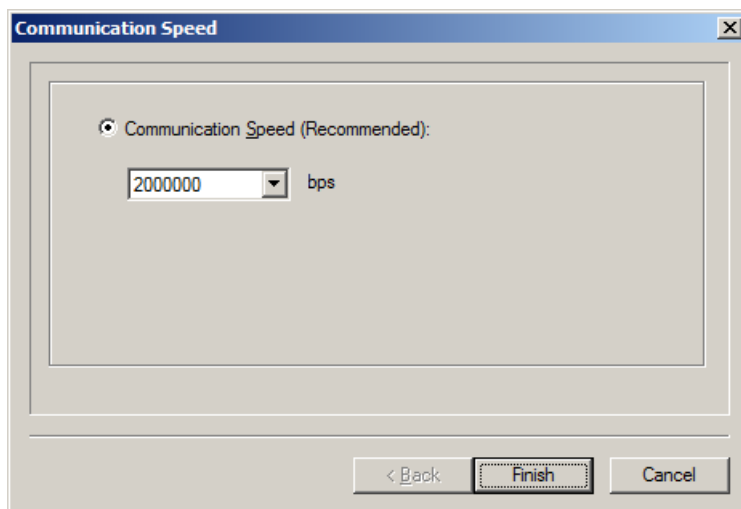 Communication Speed
Communication Speed (Recommended):
2000000 bps
< Back Finish Cancel